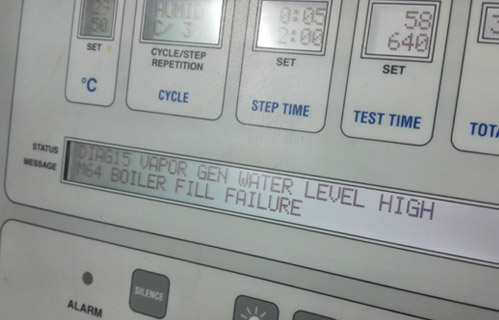 HUMID
0:05
58
C/ 3
2:00
640
SET
CYCLE/STEP
REPETITION
SET
SET
°C
CYCLE
STEP TIME
TEST TIME
STATUS
MESSAGE
DIAG15 VAPOR GEN WATER LEVEL HIGH
M64 BOILER FILL FAILURE
ALARM
SILENCE